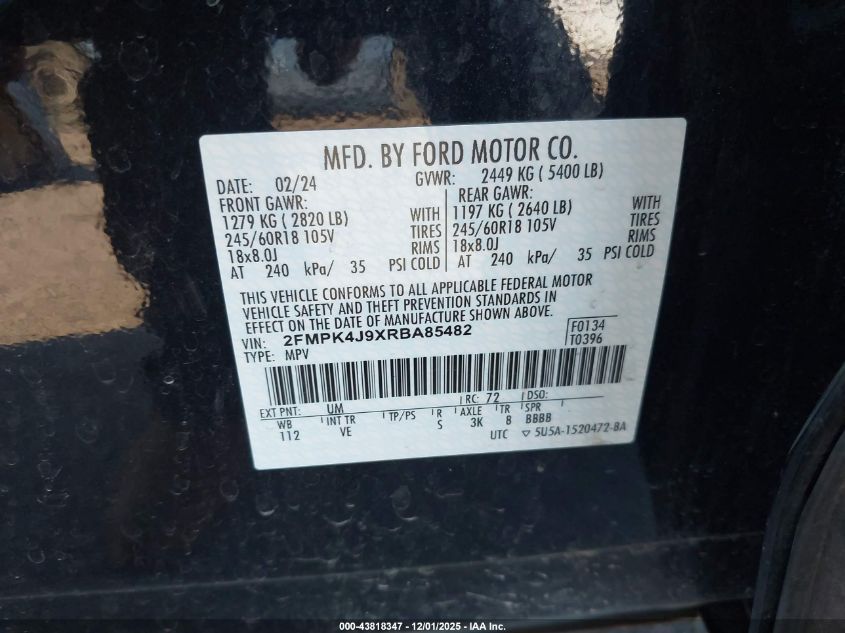 MFD. BY FORD MOTOR CO.
DATE: 02/24 GVWR: 2449 KG ( 5400 LB)
FRONT GAWR: REAR GAWR:
1279 KG ( 2820 LB) WITH 1197 KG ( 2640 LB) WITH
245/60R18 105V TIRES 245/60R18 105V TIRES
18x8.0J RIMS 18x8.0J RIMS
AT 240 kPa/ 35 PSI COLD AT 240 kPa/ 35 PSI COLD
THIS VEHICLE CONFORMS TO ALL APPLICABLE FEDERAL MOTOR
VEHICLE SAFETY AND THEFT PREVENTION STANDARDS IN
EFFECT ON THE DATE OF MANUFACTURE SHOWN ABOVE.
VIN: 2FMPK4J9XRBA85482 F0134
TYPE: MPV T0396
EXT PNT: UM RC: 72 DSO:
WB INT TR TP/PS R AXLE TR SPR
112 VE S 3K 8 BBBB
UTC ▽ 5U5A-1520472-BA
000-43818347 - 12/01/2025 - IAA Inc.